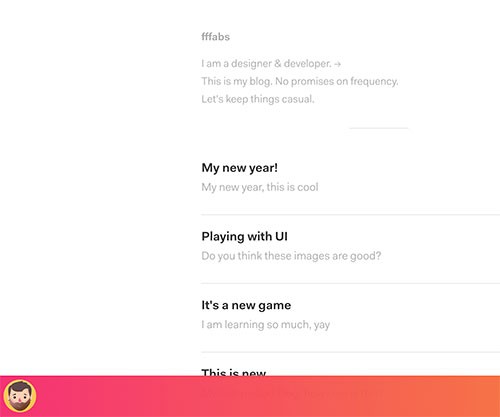 fffabs
I am a designer & developer. →
This is my blog. No promises on frequency.
Let's keep things casual.
My new year!
My new year, this is cool
Playing with UI
Do you think these images are good?
It's a new game
I am learning so much, yay
This is new